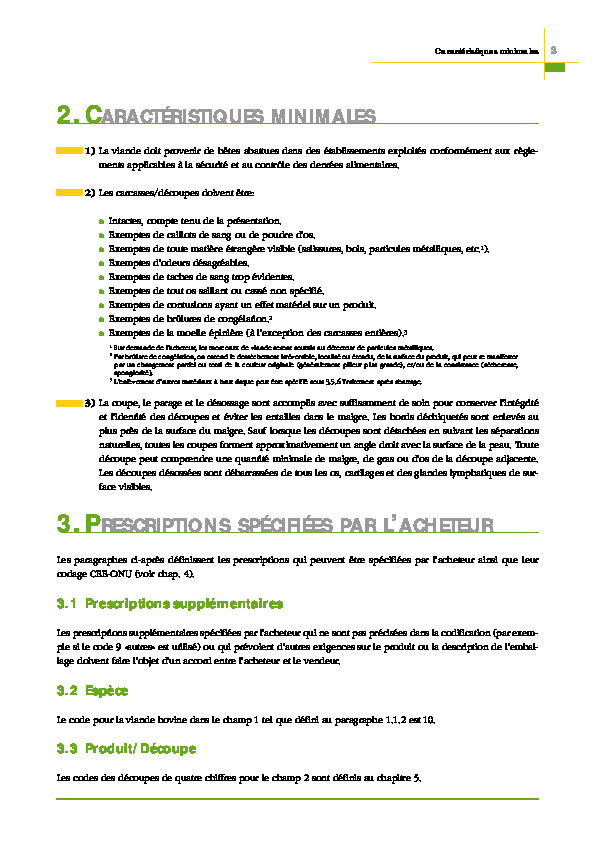 Caractéristiques minimales 3
2. CARACTÉRISTIQUES MINIMALES
1) La viande doit provenir de bêtes abattues dans des établissements exploités conformément aux règle-
ments applicables à la sécurité et au contrôle des denrées alimentaires.
2) Les carcasses/découpes doivent être:
Intactes, compte tenu de la présentation.
Exemptes de caillots de sang ou de poudre d'os.
Exemptes de toute matière étrangère visible (salissures, bois, particules métalliques, etc.¹).
Exemptes d'odeurs désagréables.
Exemptes de taches de sang trop évidentes.
Exemptes de tout os saillant ou cassé non spécifié.
Exemptes de contusions ayant un effet matériel sur un produit.
Exemptes de brûlures de congélation.²
Exemptes de la moelle épinière (à l'exception des carcasses entières).³
¹ Sur demande de l'acheteur, les morceaux de viande seront soumis au détecteur de particules métalliques.
² Par brûlure de congélation, on entend le dessèchement irréversible, localisé ou étendu, de la surface du produit, qui peut se manifester
par un changement partiel ou total de la couleur originale (généralement pâleur plus grande), et/ou de la consistance (sécheresse,
spongiosité).
³ L'enlèvement d'autres matériaux à haut risque peut être spécifié sous 3.5.6 Traitement après abattage.
3) La coupe, le parage et le désossage sont accomplis avec suffisamment de soin pour conserver l'intégrité
et l'identité des découpes et éviter les entailles dans le maigre. Les bords déchiquetés sont enlevés au
plus près de la surface du maigre. Sauf lorsque les découpes sont détachées en suivant les séparations
naturelles, toutes les coupes forment approximativement un angle droit avec la surface de la peau. Toute
découpe peut comprendre une quantité minimale de maigre, de gras ou d'os de la découpe adjacente.
Les découpes désossées sont débarrassées de tous les os, cartilages et des glandes lymphatiques de sur-
face visibles.
3. PRESCRIPTIONS SPÉCIFIÉES PAR L'ACHETEUR
Les paragraphes ci-après définissent les prescriptions qui peuvent être spécifiées par l'acheteur ainsi que leur
codage CEE-ONU (voir chap. 4).
3.1 Prescriptions supplémentaires
Les prescriptions supplémentaires spécifiées par l'acheteur qui ne sont pas précisées dans la codification (par exem-
ple si le code 9 «autres» est utilisé) ou qui prévoient d'autres exigences sur le produit ou la description de l'embal-
lage doivent faire l'objet d'un accord entre l'acheteur et le vendeur.
3.2 Espèce
Le code pour la viande bovine dans le champ 1 tel que défini au paragraphe 1.1.2 est 10.
3.3 Produit/Découpe
Les codes des découpes de quatre chiffres pour le champ 2 sont définis au chapitre 5.